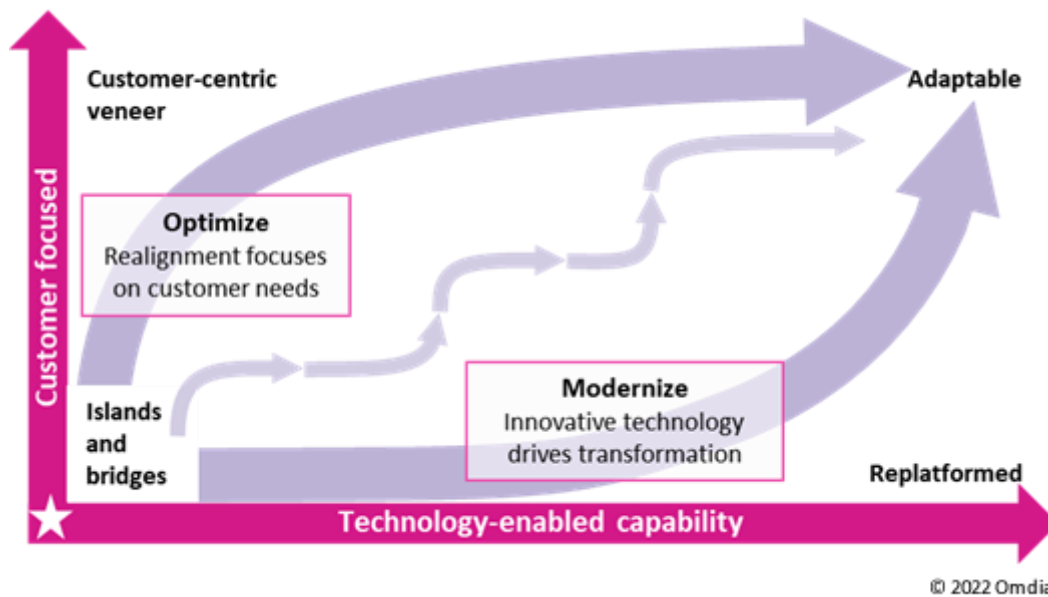 Customer-centric
veneer
Adaptable
Customer focused
Optimize
Realignment focuses
on customer needs
Modernize
Innovative technology
drives transformation
Islands
and
bridges
Replatformed
Technology-enabled capability
© 2022 Omdia